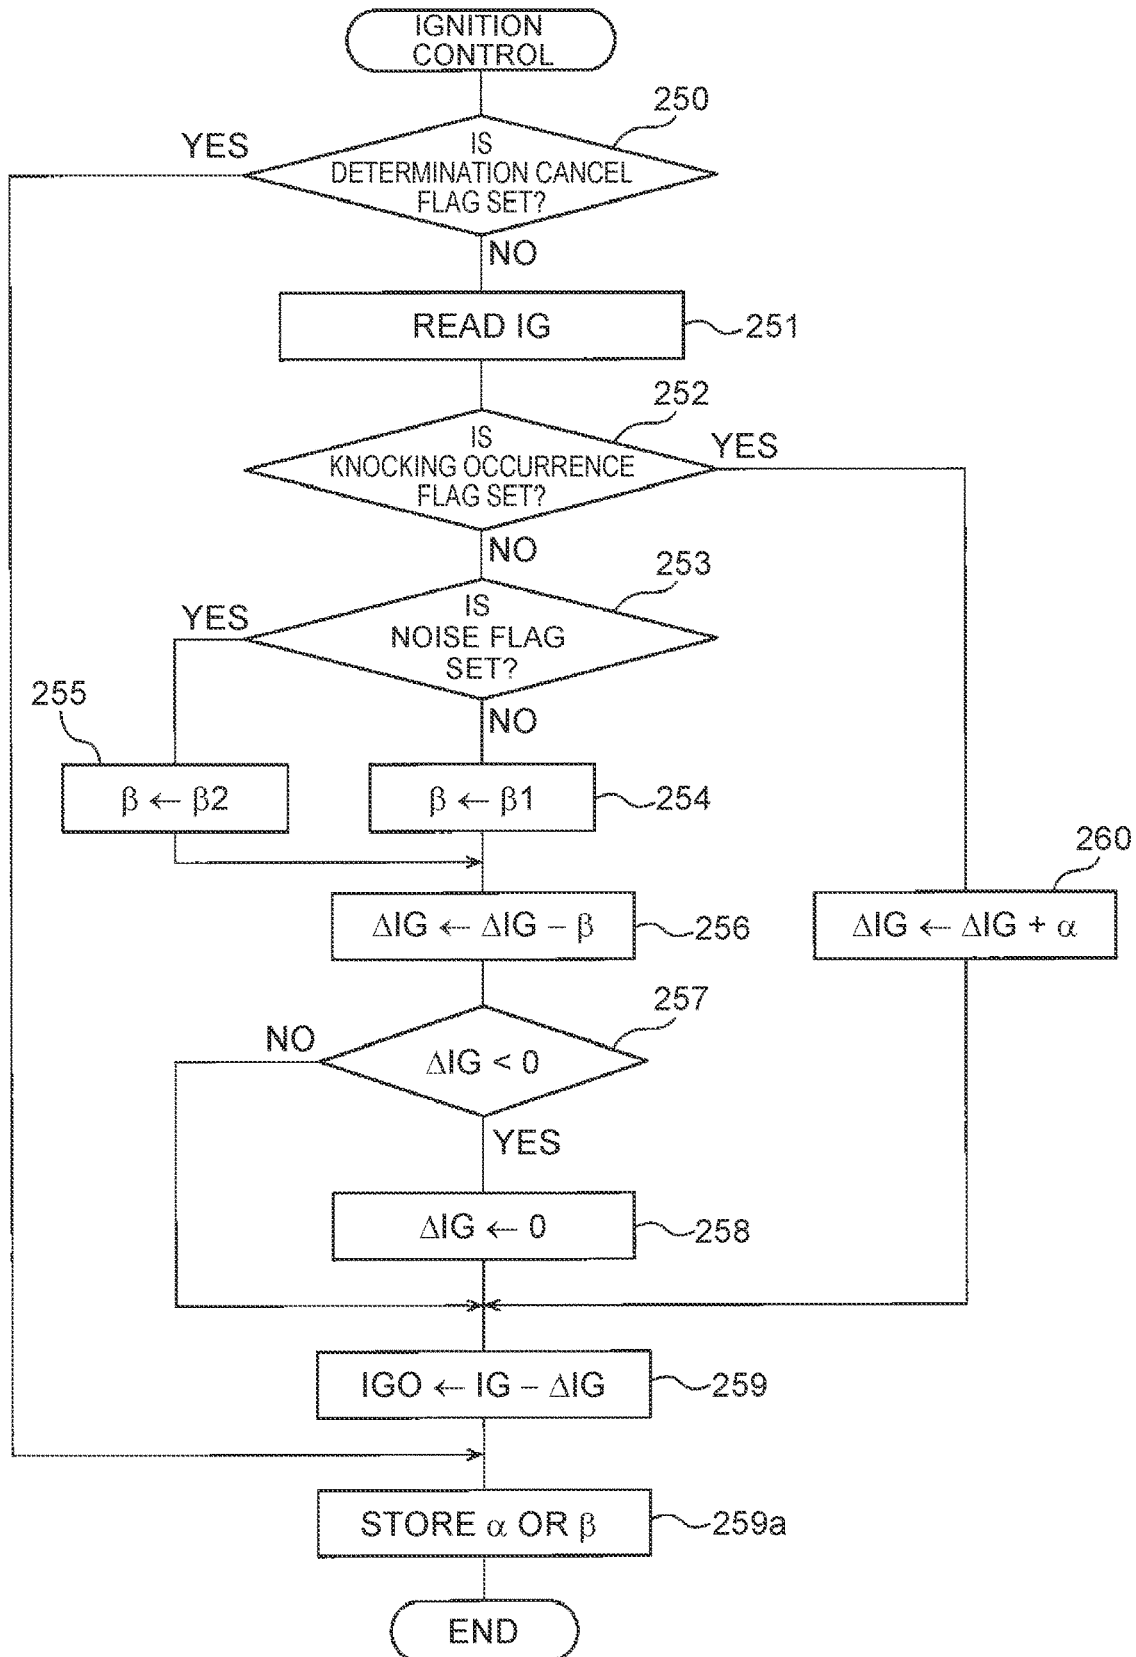 IGNITION
CONTROL
250
YES
IS
DETERMINATION CANCEL
FLAG SET?
NO
READ IG
251
252
IS
KNOCKING OCCURRENCE
FLAG SET?
YES
NO
253
YES
IS
NOISE FLAG
SET?
NO
255
β ← β2
β ← β1
254
260
ΔIG ← ΔIG – β
256
ΔIG ← ΔIG + α
257
NO
ΔIG < 0
YES
ΔIG ← 0
258
IGO ← IG – ΔIG
259
STORE α OR β
259a
END